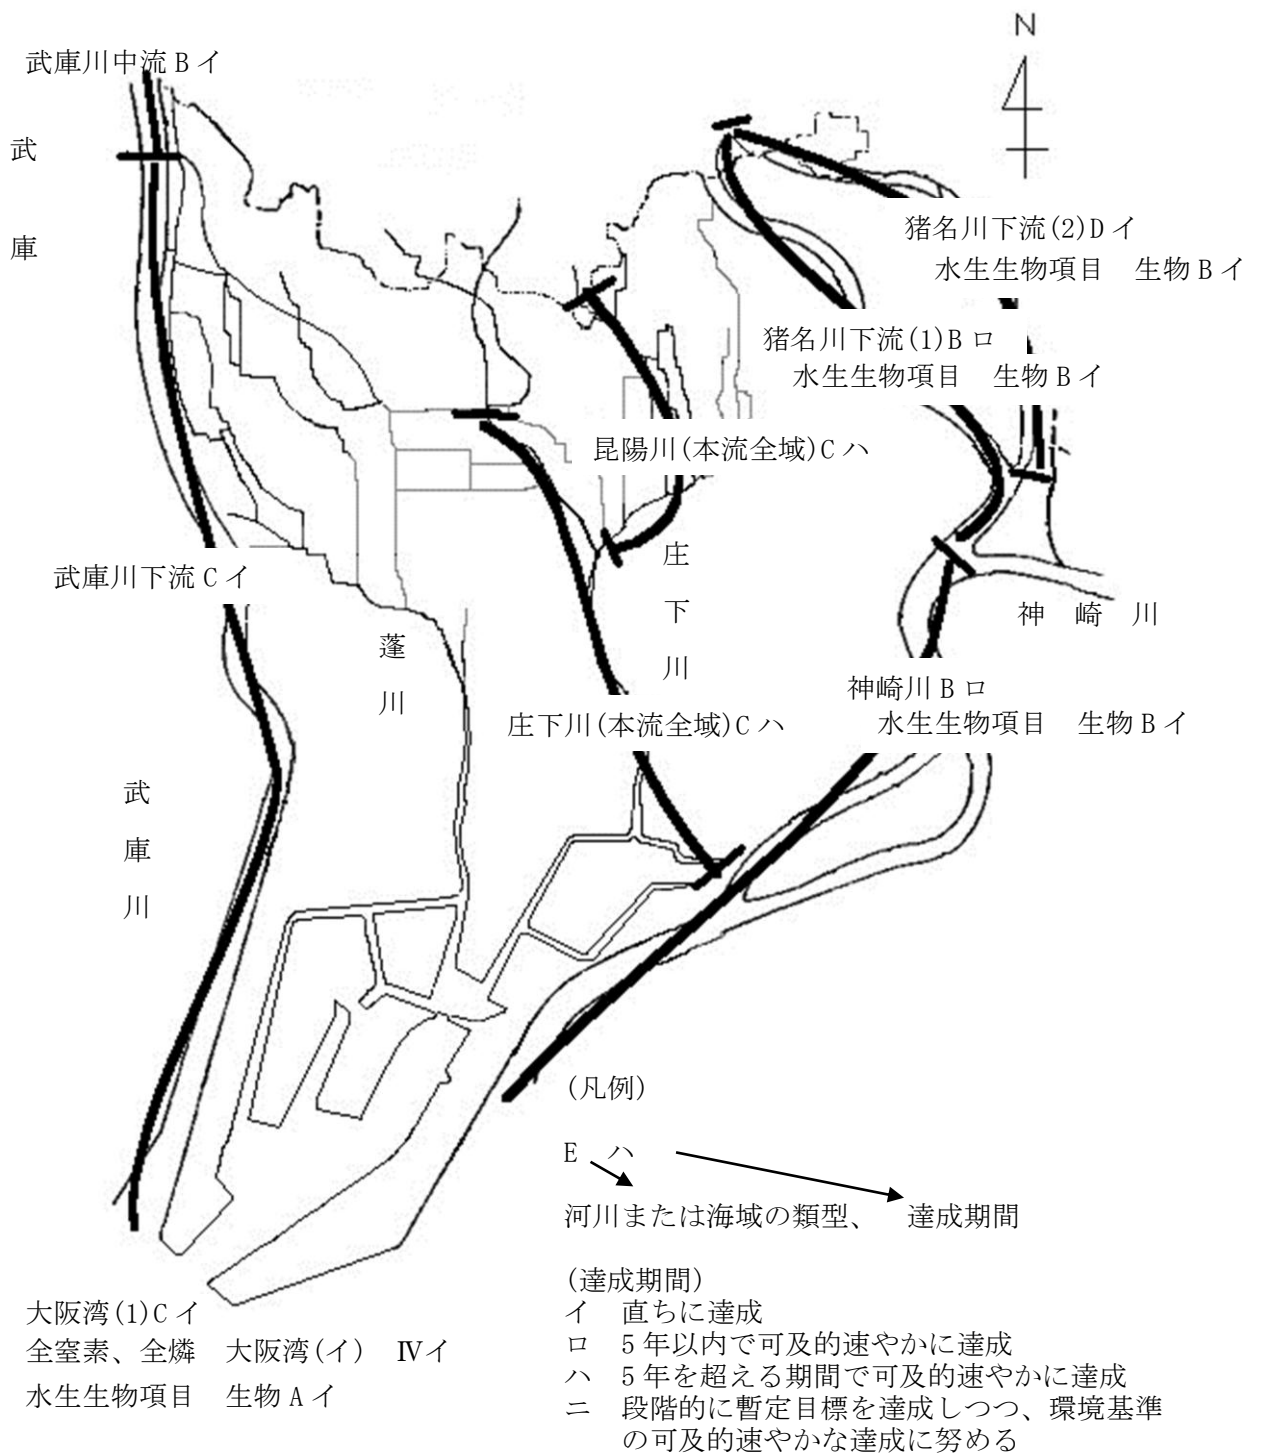 N
武庫川中流Bイ
武
庫
猪名川下流(2)Dイ
水生生物項目　生物Bイ
猪名川下流(1)Bロ
水生生物項目　生物Bイ
昆陽川(本流全域)Cハ
武庫川下流Cイ
庄
下
川
神　崎　川
蓬
川
神崎川Bロ
水生生物項目　生物Bイ
庄下川(本流全域)Cハ
武
庫
川
(凡例)
E　ハ
河川または海域の類型、　達成期間
(達成期間)
イ　直ちに達成
ロ　5年以内で可及的速やかに達成
ハ　5年を超える期間で可及的速やかに達成
ニ　段階的に暫定目標を達成しつつ、環境基準
の可及的速やかな達成に努める
大阪湾(1)Cイ
全窒素、全燐　大阪湾(イ)　Ⅳイ
水生生物項目　生物Aイ